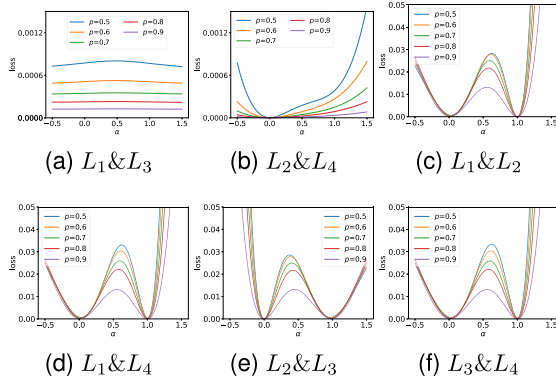 0.0012
0.0006
0.0000
loss
p=0.5
p=0.6
p=0.7
p=0.8
p=0.9
−0.5 0.0 0.5 1.0 1.5
α
(a) L₁&L₃
0.0012
0.0006
0.0000
loss
p=0.5
p=0.6
p=0.7
p=0.8
p=0.9
−0.5 0.0 0.5 1.0 1.5
α
(b) L₂&L₄
0.05
0.04
0.03
0.02
0.01
0.00
loss
p=0.5
p=0.6
p=0.7
p=0.8
p=0.9
−0.5 0.0 0.5 1.0 1.5
α
(c) L₁&L₂
0.05
0.04
0.03
0.02
0.01
0.00
loss
p=0.5
p=0.6
p=0.7
p=0.8
p=0.9
−0.5 0.0 0.5 1.0 1.5
α
(d) L₁&L₄
0.05
0.04
0.03
0.02
0.01
0.00
loss
p=0.5
p=0.6
p=0.7
p=0.8
p=0.9
−0.5 0.0 0.5 1.0 1.5
α
(e) L₂&L₃
0.05
0.04
0.03
0.02
0.01
0.00
loss
p=0.5
p=0.6
p=0.7
p=0.8
p=0.9
−0.5 0.0 0.5 1.0 1.5
α
(f) L₃&L₄